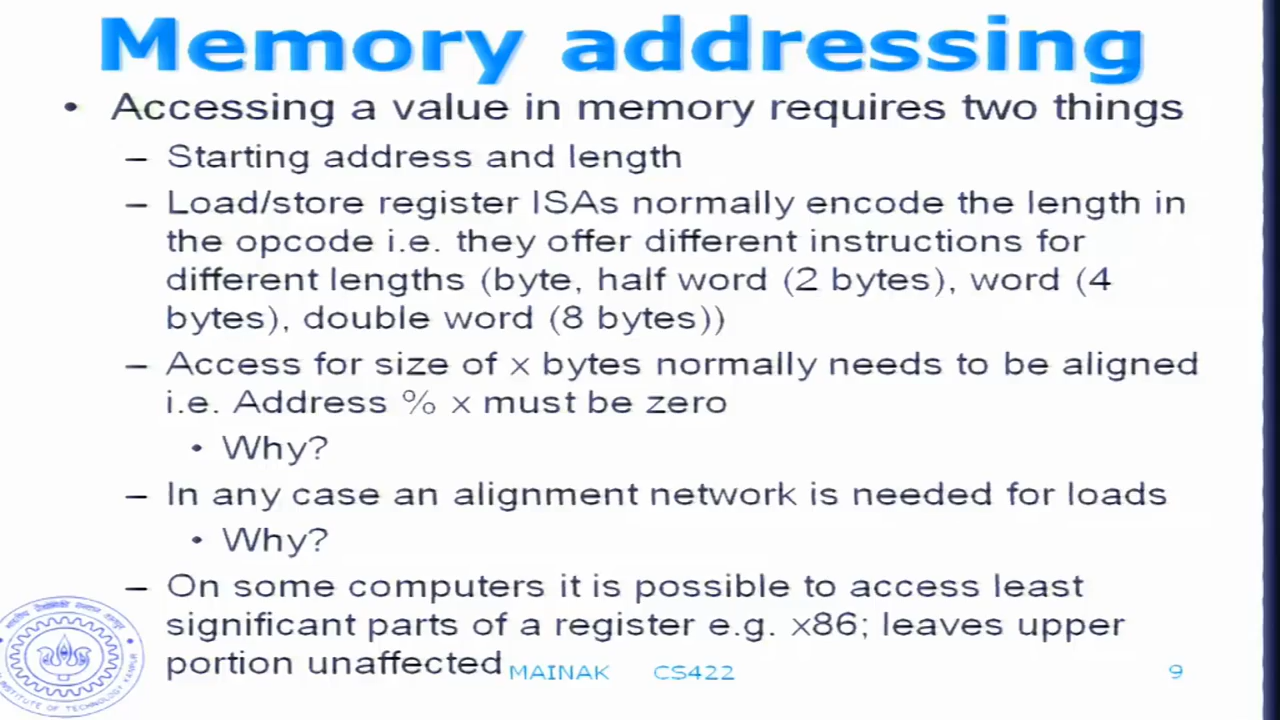 Memory addressing
• Accessing a value in memory requires two things
– Starting address and length
– Load/store register ISAs normally encode the length in
the opcode i.e. they offer different instructions for
different lengths (byte, half word (2 bytes), word (4
bytes), double word (8 bytes))
– Access for size of x bytes normally needs to be aligned
i.e. Address % x must be zero
• Why?
– In any case an alignment network is needed for loads
• Why?
– On some computers it is possible to access least
significant parts of a register e.g. x86; leaves upper
portion unaffected
MAINAK CS422 9